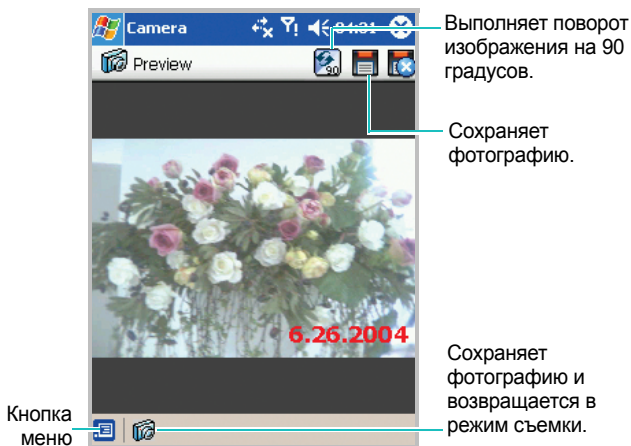 Camera
Preview
90
6.26.2004
Выполняет поворот
изображения на 90
градусов.
Сохраняет
фотографию.
Сохраняет
фотографию и
возвращается в
режим съемки.
Кнопка
меню